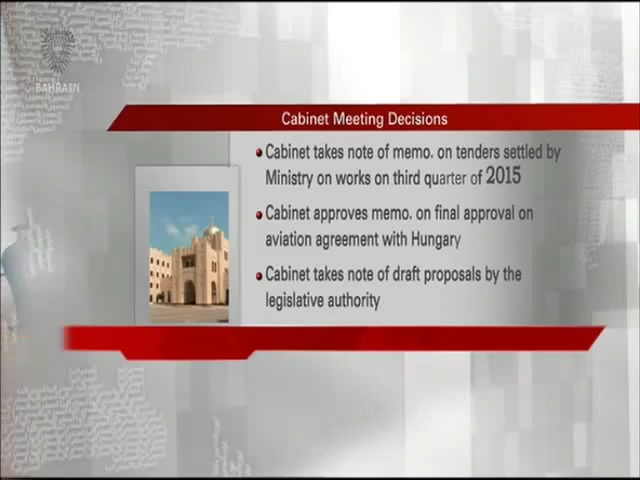 BAHRAIN
Cabinet Meeting Decisions
Cabinet takes note of memo. on tenders settled by
Ministry on works on third quarter of 2015
Cabinet approves memo. on final approval on
aviation agreement with Hungary
Cabinet takes note of draft proposals by the
legislative authority